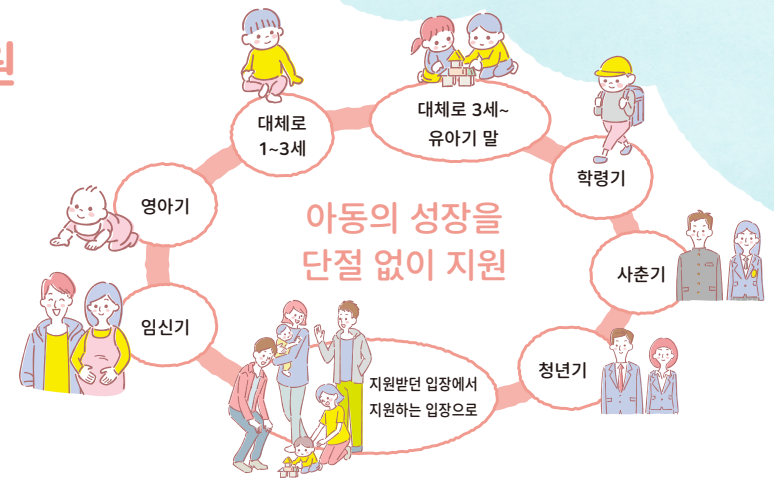 원
대체로
1~3세
대체로 3세~
유아기 말
학령기
영아기
아동의 성장을
단절 없이 지원
사춘기
임신기
청년기
지원받던 입장에서
지원하는 입장으로